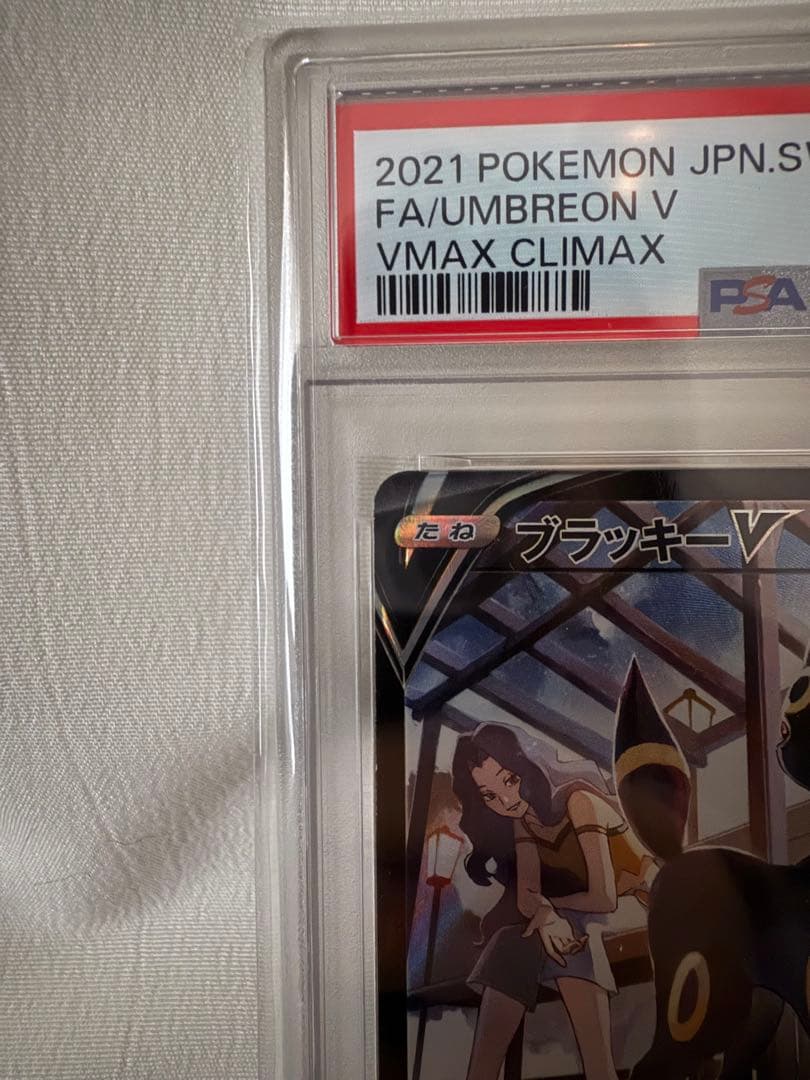 2021 POKEMON JPN.SW
FA/UMBREON V
VMAX CLIMAX
PSA
たね ブラッキーV